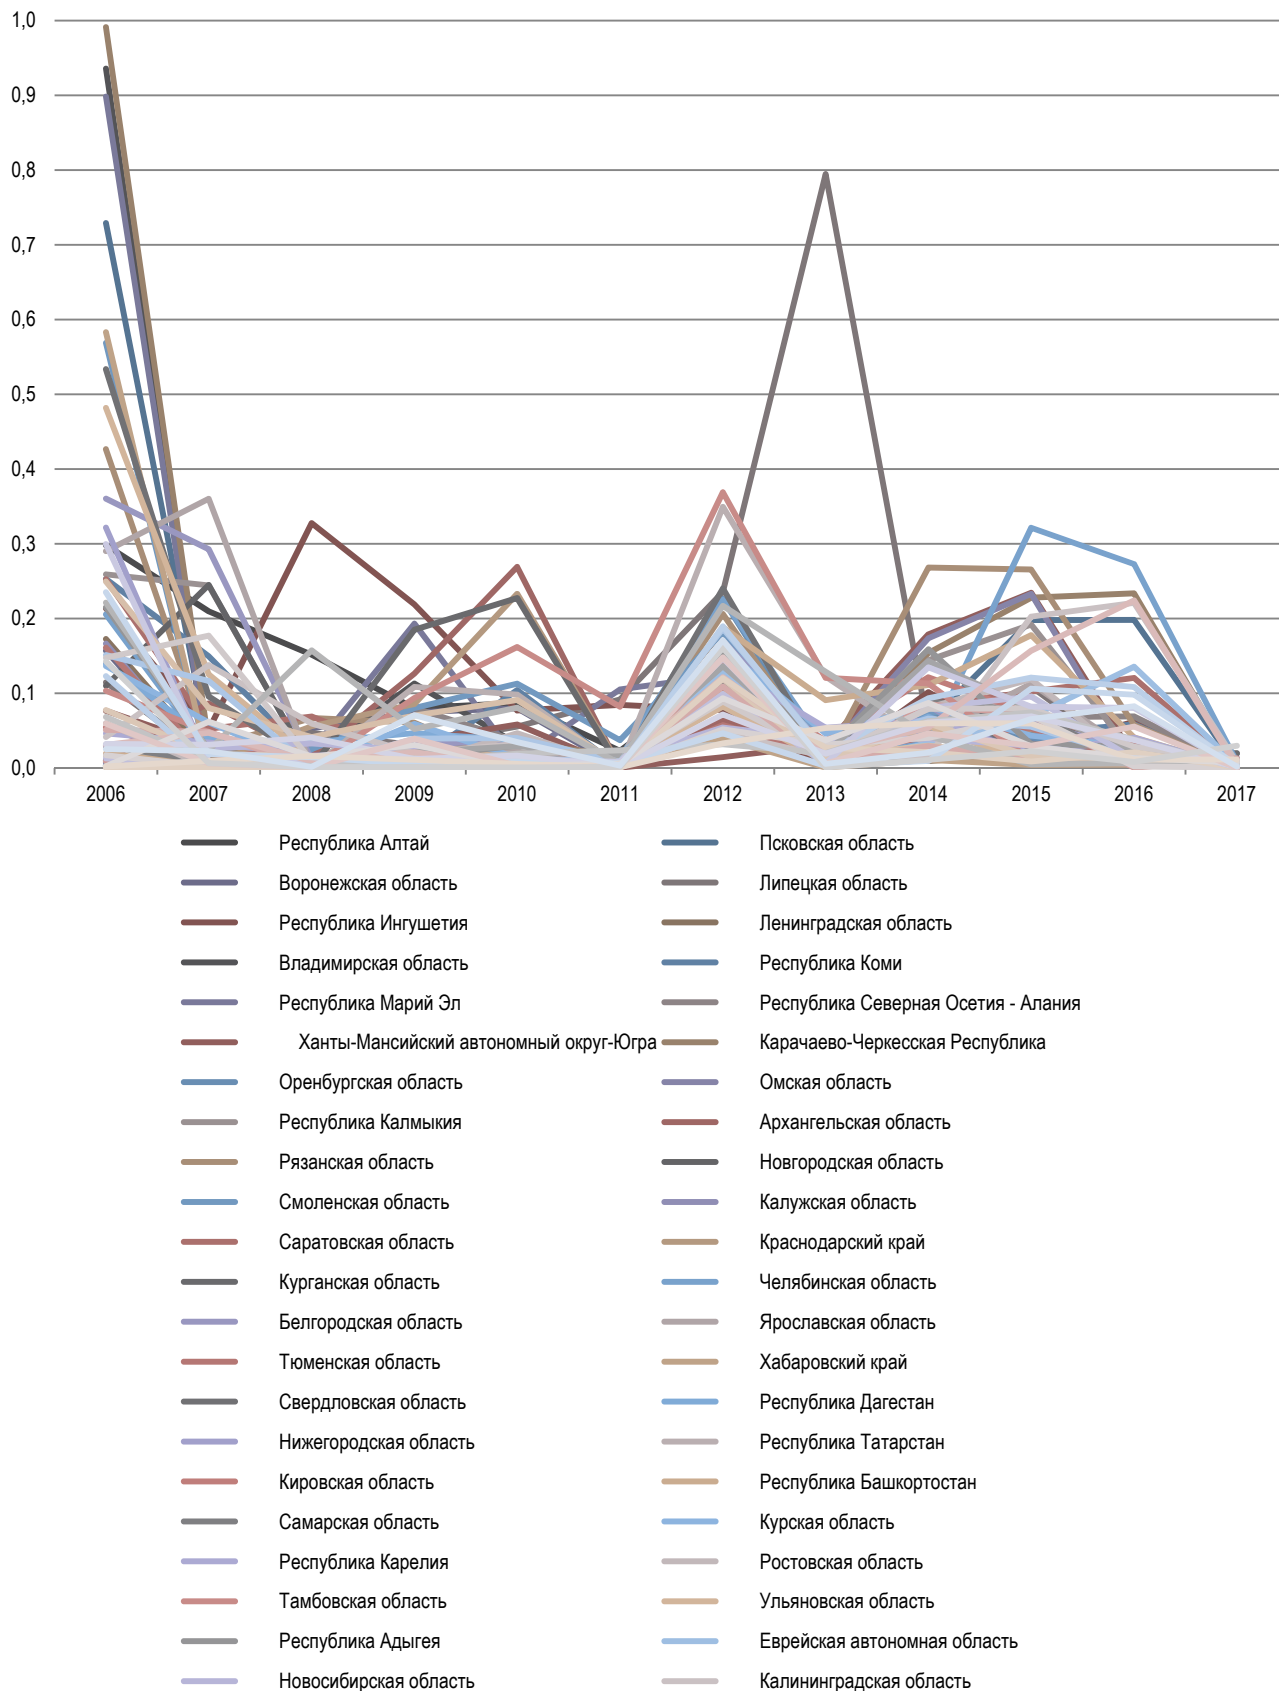 1,0
0,9
0,8
0,7
0,6
0,5
0,4
0,3
0,2
0,1
0,0
2006 2007 2008 2009 2010 2011 2012 2013 2014 2015 2016 2017
Республика Алтай Псковская область
Воронежская область Липецкая область
Республика Ингушетия Ленинградская область
Владимирская область Республика Коми
Республика Марий Эл Республика Северная Осетия - Алания
Ханты-Мансийский автономный округ-Югра Карачаево-Черкесская Республика
Оренбургская область Омская область
Республика Калмыкия Архангельская область
Рязанская область Новгородская область
Смоленская область Калужская область
Саратовская область Краснодарский край
Курганская область Челябинская область
Белгородская область Ярославская область
Тюменская область Хабаровский край
Свердловская область Республика Дагестан
Нижегородская область Республика Татарстан
Кировская область Республика Башкортостан
Самарская область Курская область
Республика Карелия Ростовская область
Тамбовская область Ульяновская область
Республика Адыгея Еврейская автономная область
Новосибирская область Калининградская область